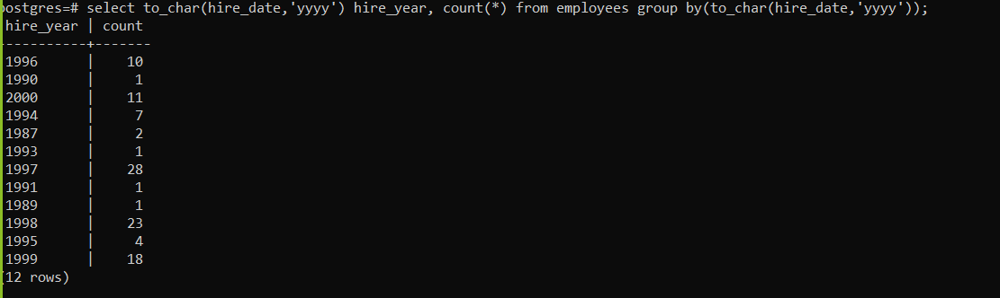 postgres=# select to_char(hire_date,'yyyy') hire_year, count(*) from employees group by(to_char(hire_date,'yyyy'));
hire_year | count
-----------+-------
1996 | 10
1990 | 1
2000 | 11
1994 | 7
1987 | 2
1993 | 1
1997 | 28
1991 | 1
1989 | 1
1998 | 23
1995 | 4
1999 | 18
(12 rows)